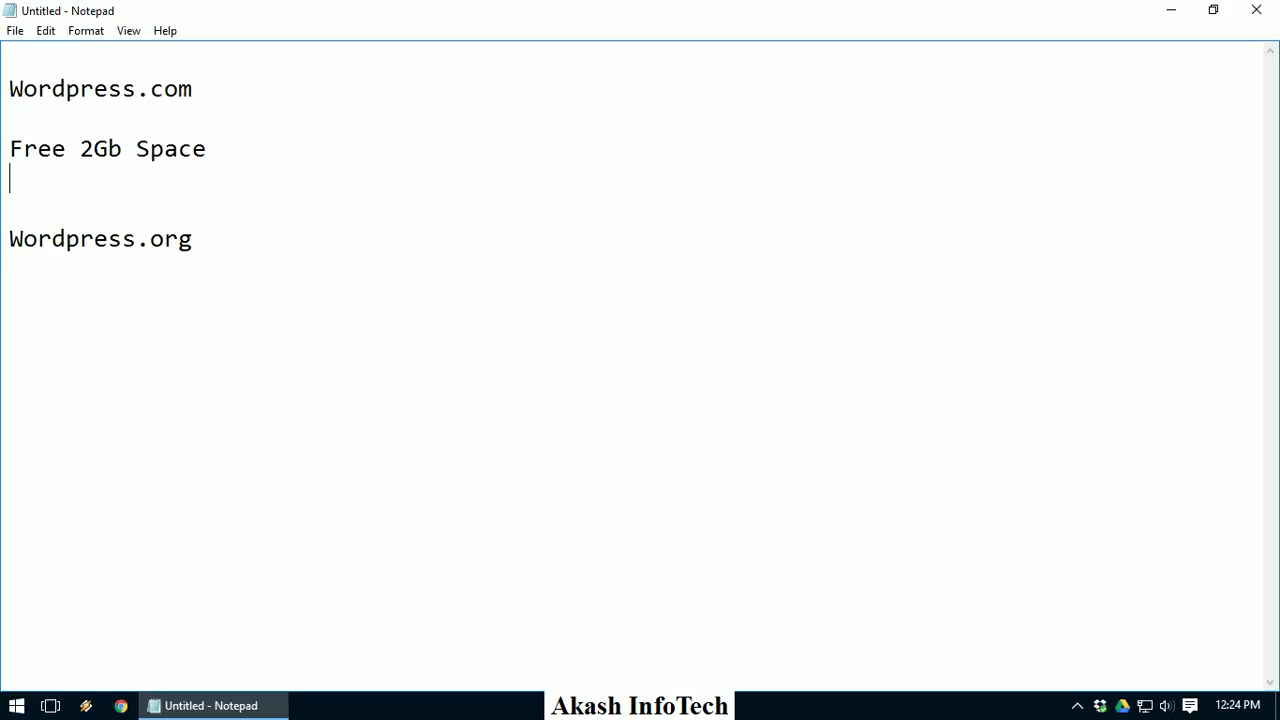 Untitled - Notepad
File Edit Format View Help
Wordpress.com
Free 2Gb Space
Wordpress.org
Untitled - Notepad
Akash InfoTech
12:24 PM